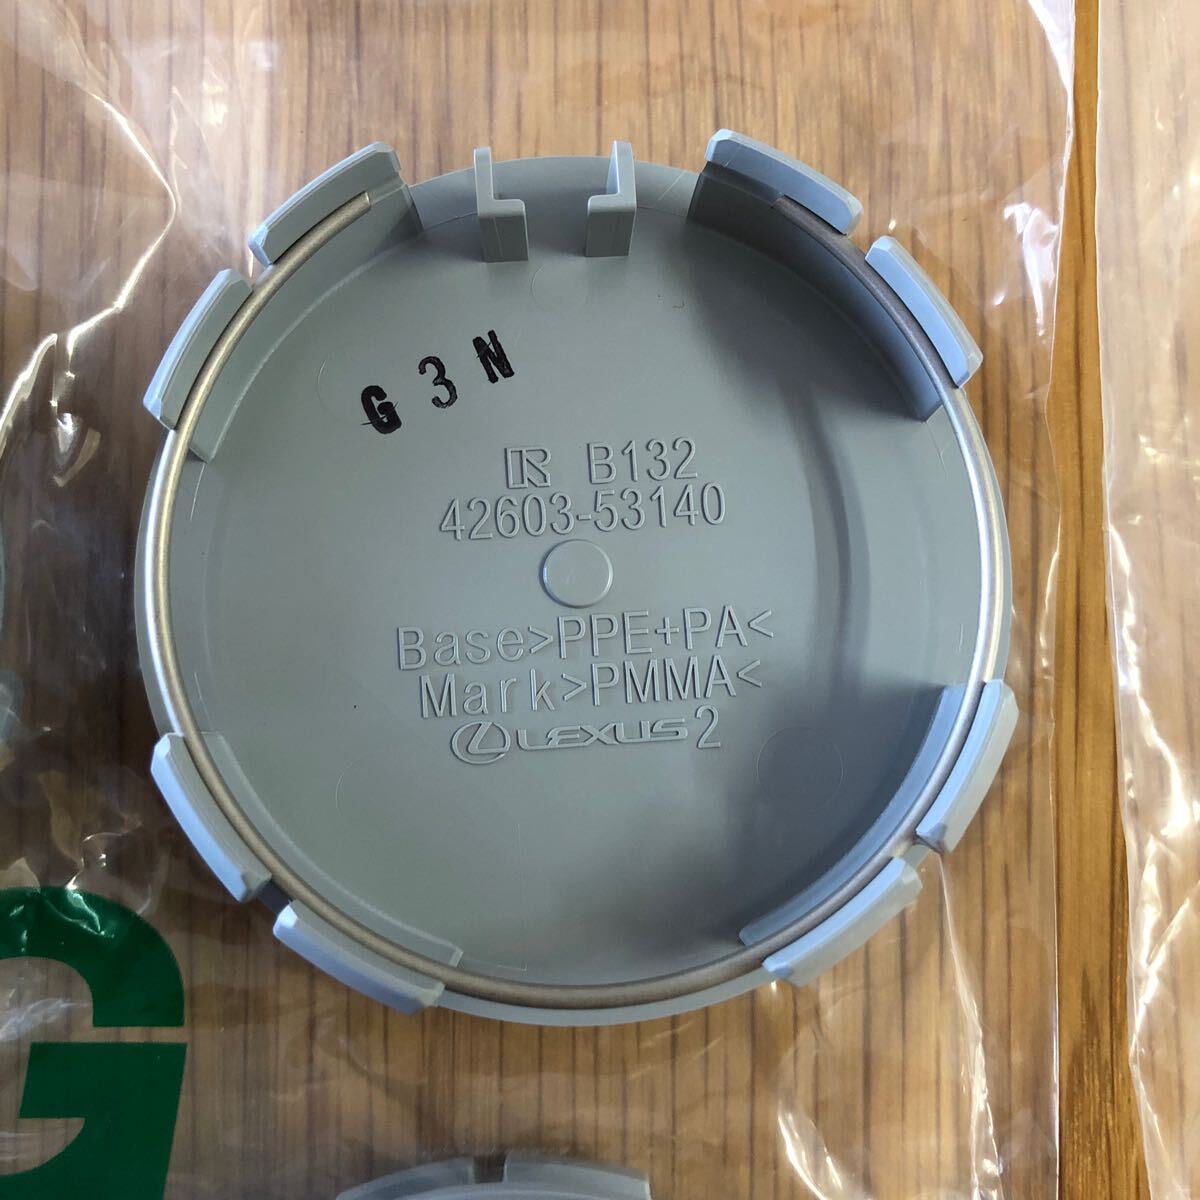 G 3 N
R B132
42603-53140
Base>PPE+PA<
Mark>PMMA<
LEXUS 2
G